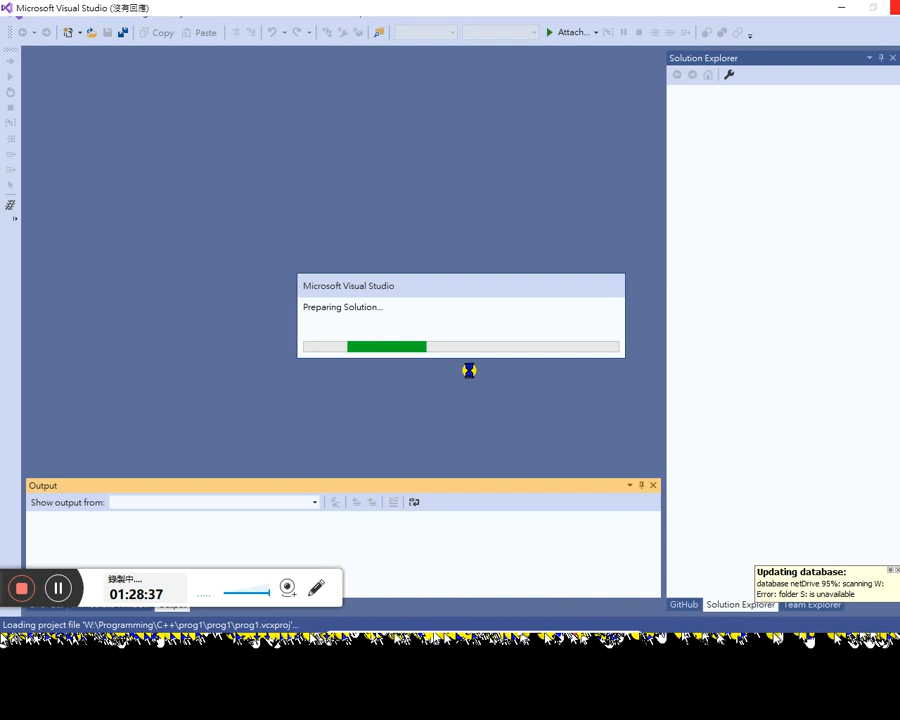 Microsoft Visual Studio (沒有回應)
Copy
Paste
Attach...
Solution Explorer
Microsoft Visual Studio
Preparing Solution...
Output
Show output from:
錄製中....
01:28:37
.....
Updating database:
database netDrive 95%: scanning W:
Error: folder S: is unavailable
GitHub
Solution Explorer
Team Explorer
Loading project file 'W:\Programming\C++\prog1\prog1\prog1.vcxproj'...